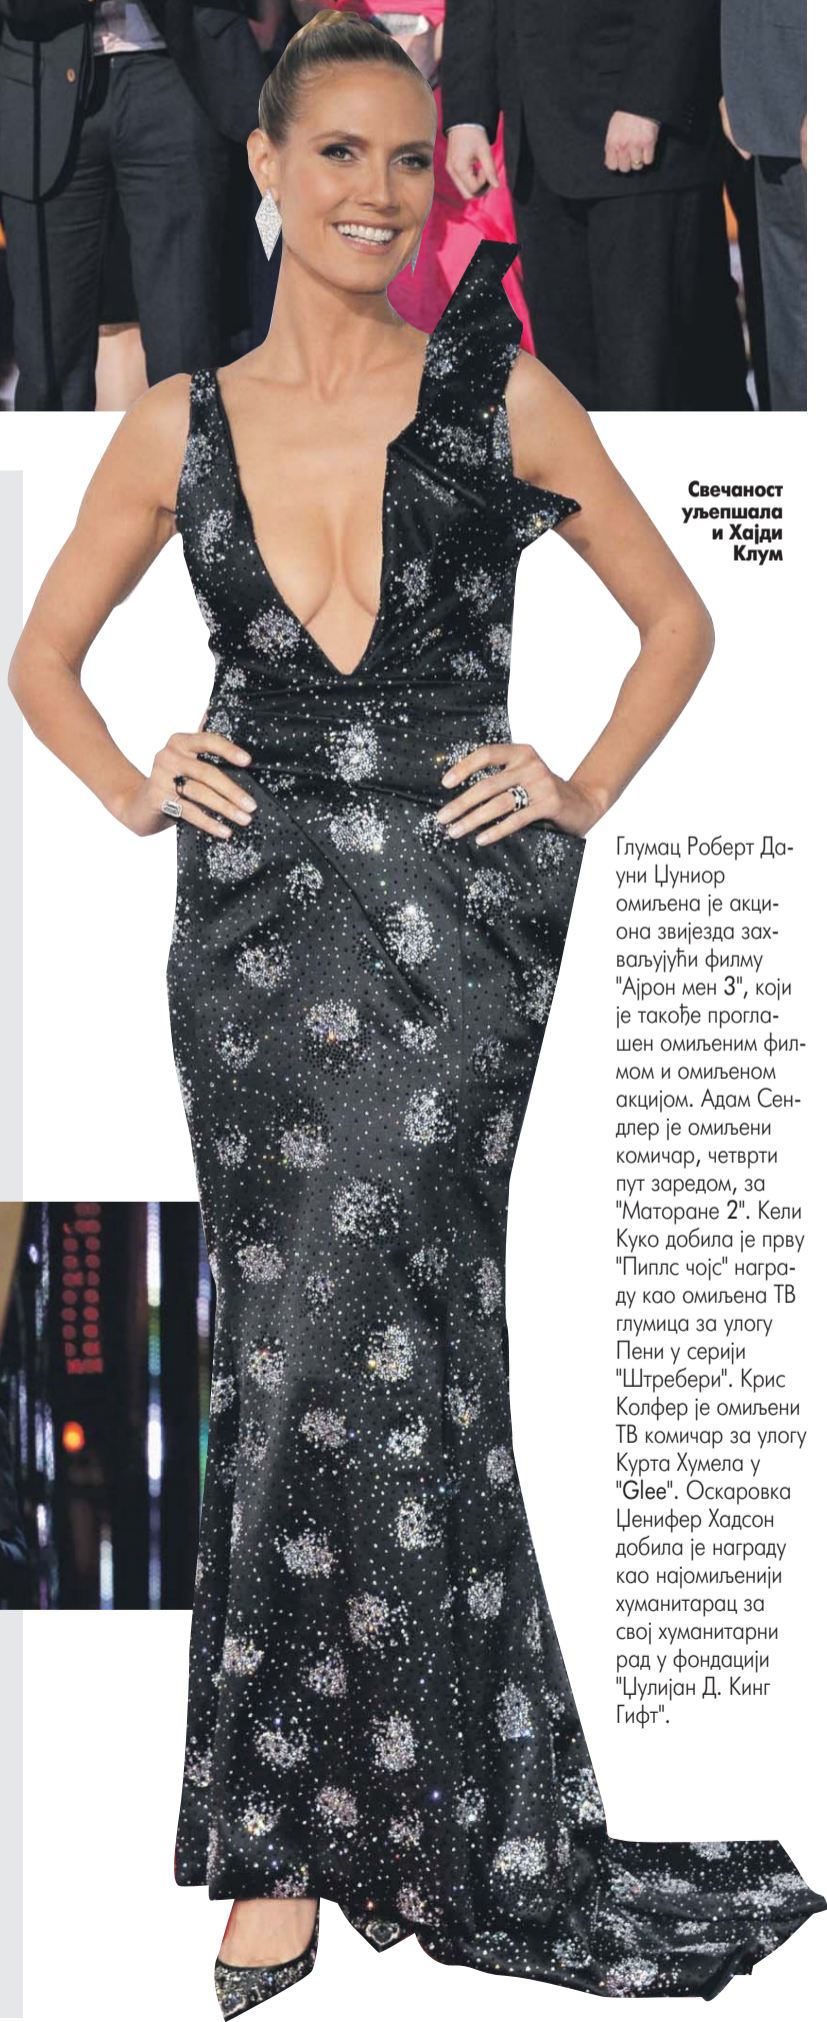 Свечаност
уљепшала
и Хајди
Клум
Глумац Роберт Да-
уни Џуниор
омиљена је акци-
она звијезда зах-
ваљујући филму
"Ајрон мен 3", који
је такође прогла-
шен омиљеним фил-
мом и омиљеном
акцијом. Адам Сен-
длер је омиљени
комичар, четврти
пут заредом, за
"Маторане 2". Кели
Куко добила је прву
"Пиплс чојс" награ-
ду као омиљена ТВ
глумица за улогу
Пени у серији
"Штребери". Крис
Колфер је омиљени
ТВ комичар за улогу
Курта Хумела у
"Glee". Оскаровка
Џенифер Хадсон
добила је награду
као најомиљенији
хуманитарац за
свој хуманитарни
рад у фондацији
"Џулијан Д. Кинг
Гифт".